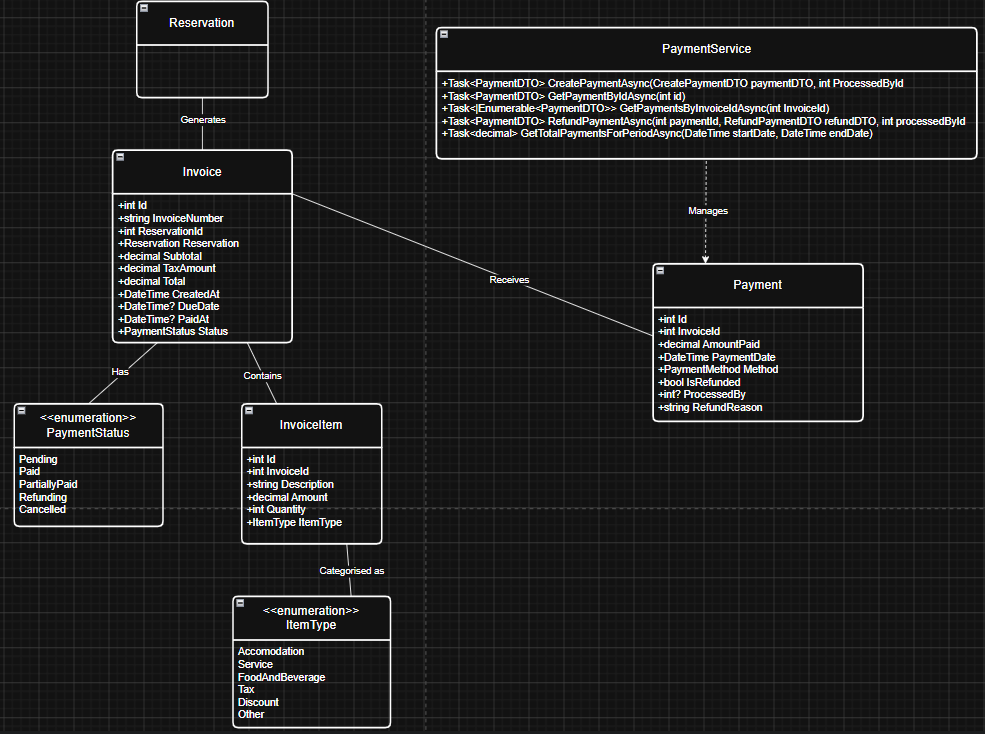 Reservation
Generates
Invoice
+int Id
+string InvoiceNumber
+int ReservationId
+Reservation Reservation
+decimal Subtotal
+decimal TaxAmount
+decimal Total
+DateTime CreatedAt
+DateTime? DueDate
+DateTime? PaidAt
+PaymentStatus Status
Has
Contains
<<enumeration>>
PaymentStatus
Pending
Paid
PartiallyPaid
Refunding
Cancelled
InvoiceItem
+int Id
+int InvoiceId
+string Description
+decimal Amount
+int Quantity
+ItemType ItemType
Categorised as
<<enumeration>>
ItemType
Accomodation
Service
FoodAndBeverage
Tax
Discount
Other
Receives
PaymentService
+Task<PaymentDTO> CreatePaymentAsync(CreatePaymentDTO paymentDTO, int ProcessedById
+Task<PaymentDTO> GetPaymentByIdAsync(int id)
+Task<|Enumerable<PaymentDTO>> GetPaymentsByInvoiceIdAsync(int InvoiceId)
+Task<PaymentDTO> RefundPaymentAsync(int paymentId, RefundPaymentDTO refundDTO, int processedById
+Task<decimal> GetTotalPaymentsForPeriodAsync(DateTime startDate, DateTime endDate)
Manages
Payment
+int Id
+int InvoiceId
+decimal AmountPaid
+DateTime PaymentDate
+PaymentMethod Method
+bool IsRefunded
+int? ProcessedBy
+string RefundReason